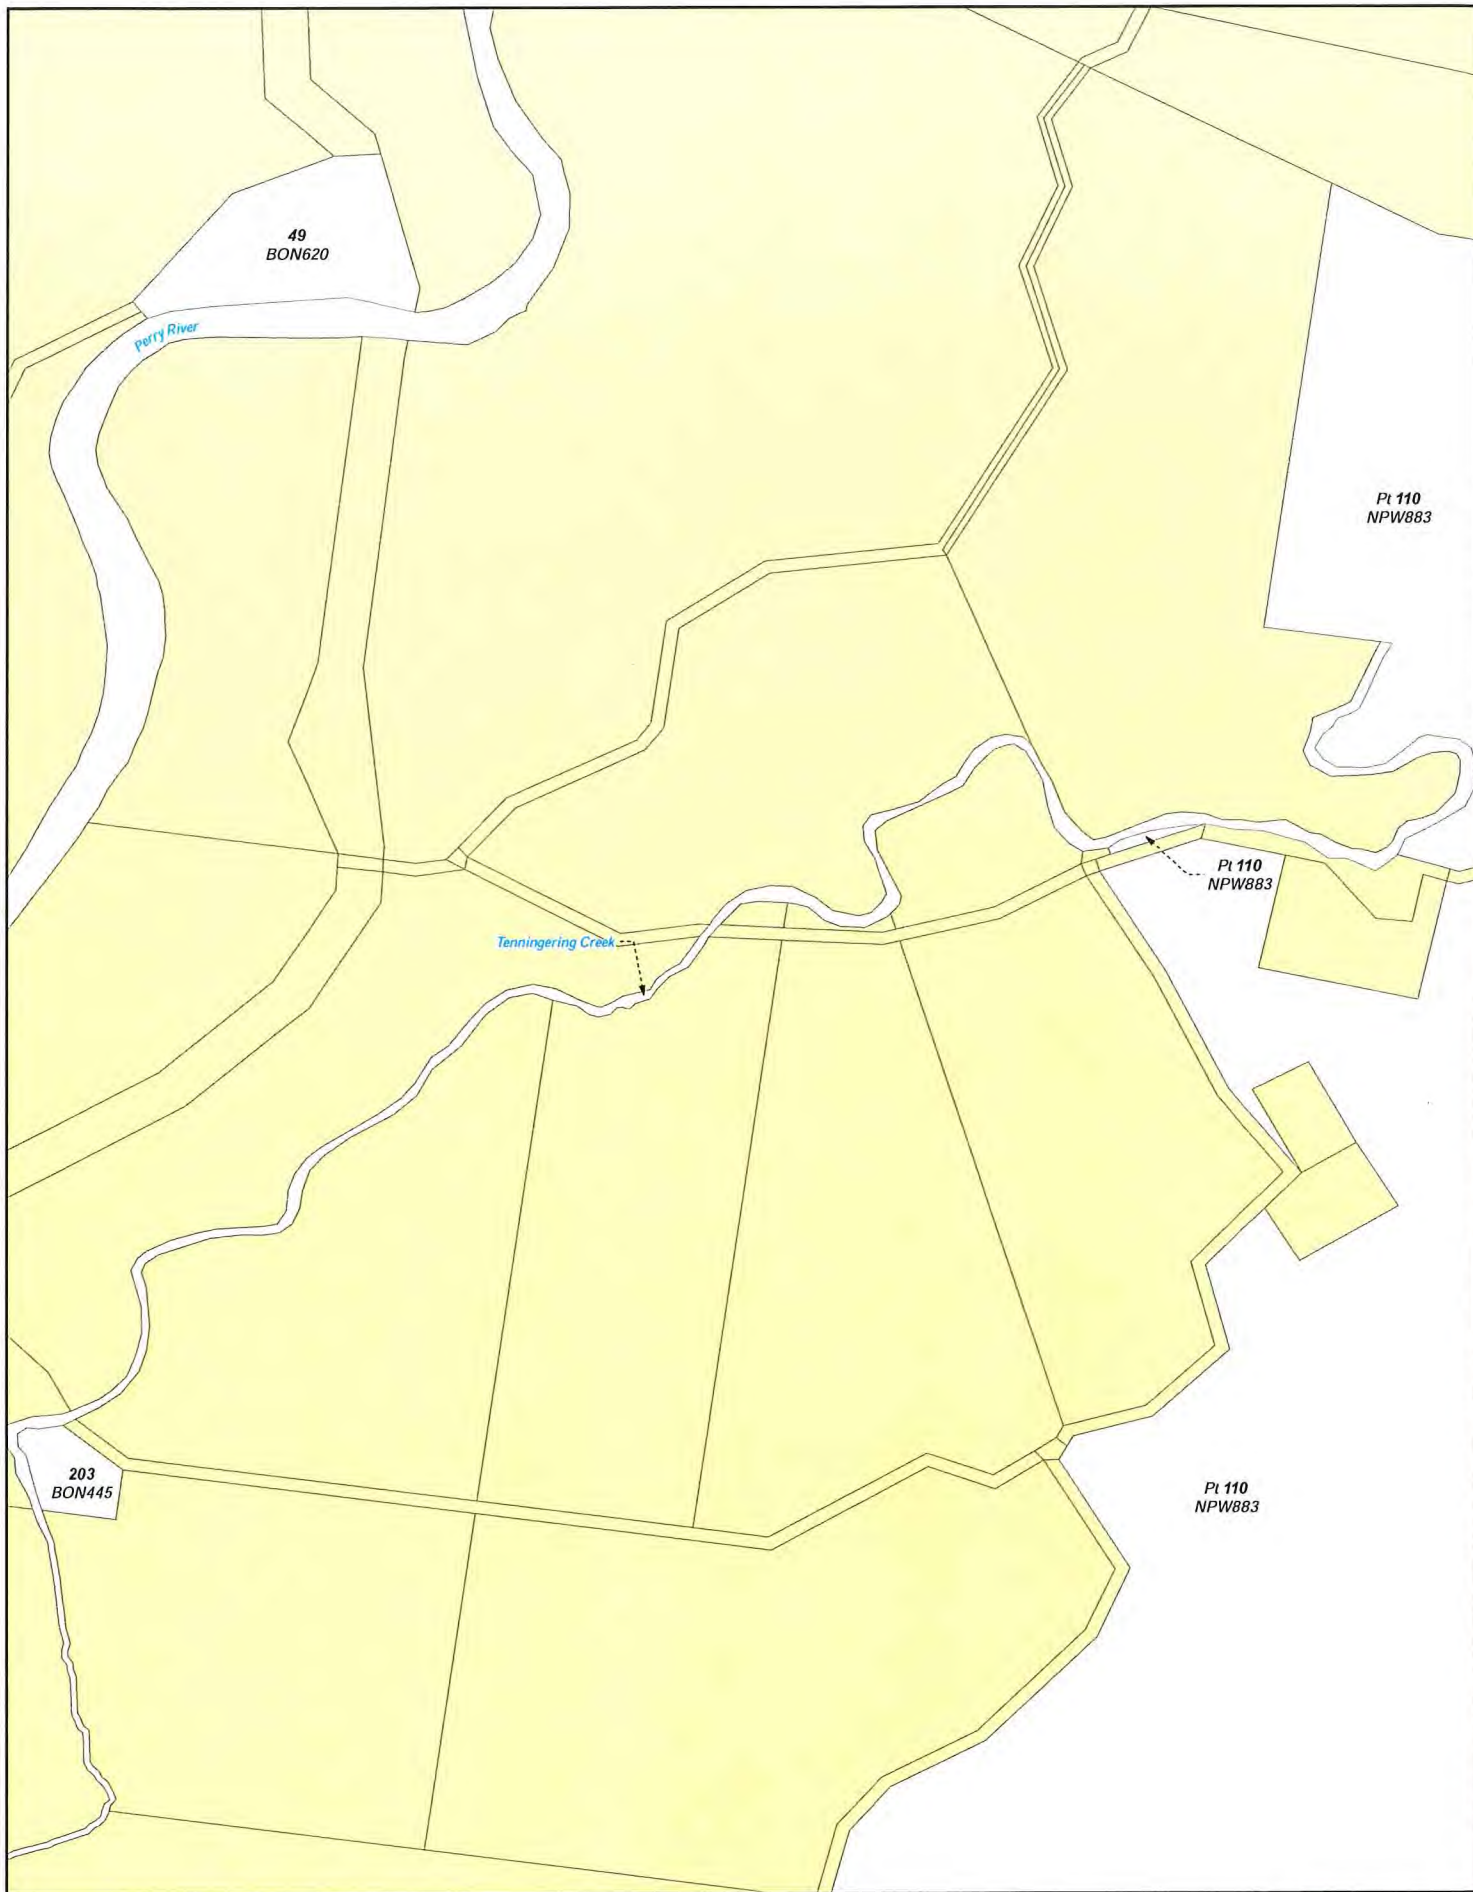 49
BON620
Perry River
Pt 110
NPW883
Pt 110
NPW883
Tenningering Creek
203
BON445
Pt 110
NPW883